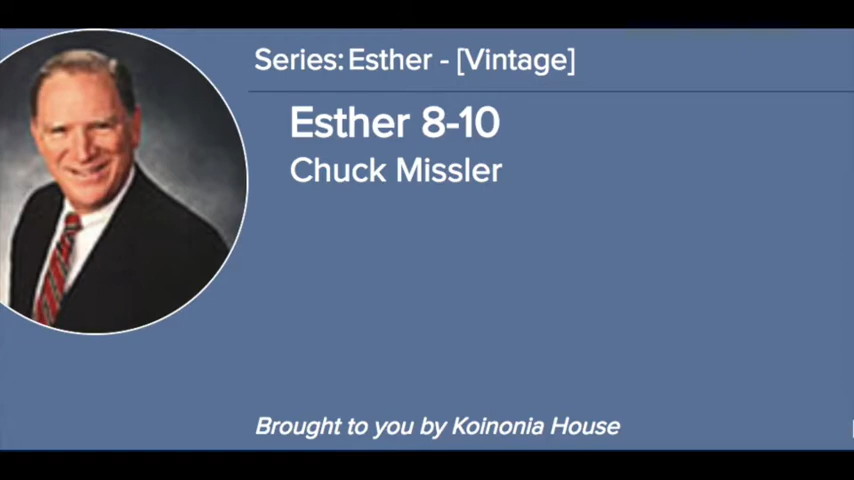 Series: Esther - [Vintage]
Esther 8-10
Chuck Missler
Brought to you by Koinonia House